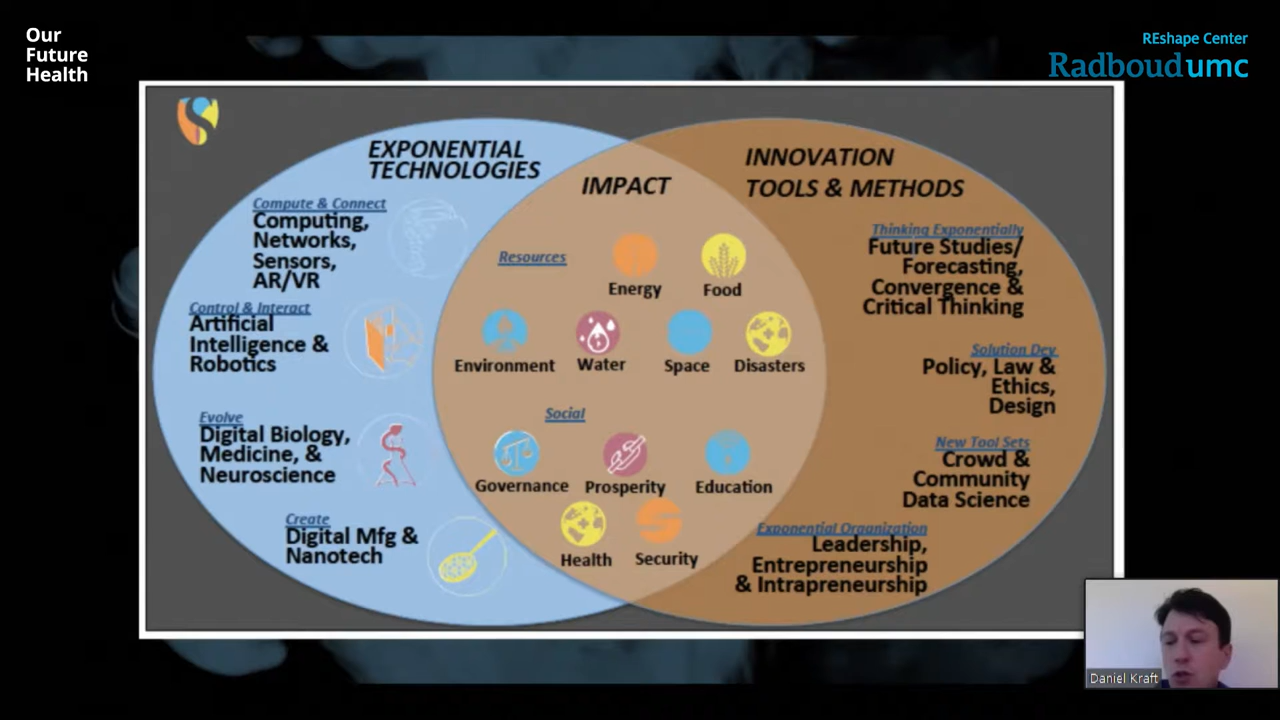 Our
Future
Health
REshape Center
Radboudumc
EXPONENTIAL
TECHNOLOGIES
Compute & Connect
Computing,
Networks,
Sensors,
AR/VR
Control & Interact
Artificial
Intelligence &
Robotics
Evolve
Digital Biology,
Medicine, &
Neuroscience
Create
Digital Mfg &
Nanotech
IMPACT
Resources
Energy
Food
Environment
Water
Space
Disasters
Social
Governance
Prosperity
Education
Health
Security
INNOVATION
TOOLS & METHODS
Thinking Exponentially
Future Studies/
Forecasting,
Convergence &
Critical Thinking
Solution Dev
Policy, Law &
Ethics,
Design
New Tool Sets
Crowd &
Community
Data Science
Exponential Organization
Leadership,
Entrepreneurship
& Intrapreneurship
Daniel Kraft